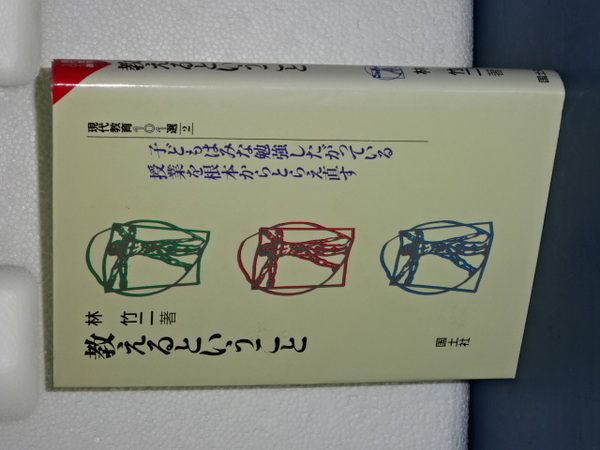 教えるということ
林 竹二 著
国土社
現代教育101選 2
子どもはみな勉強したがっている
授業を根本からとらえ直す
教えるということ
林 竹二 著
国土社